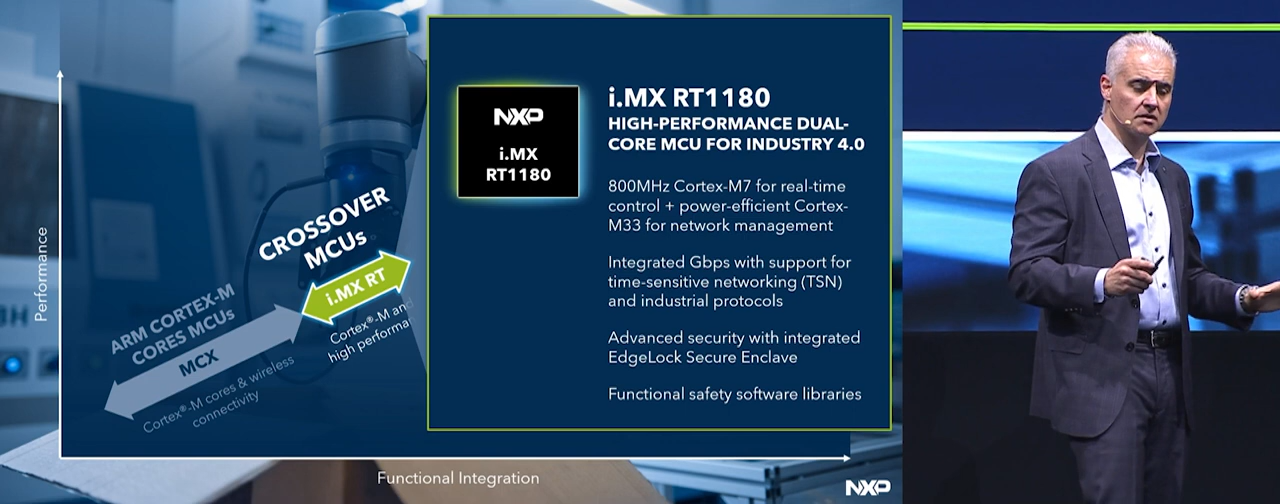 Performance
ARM CORTEX-M
CORES MCUs
MCX
Cortex®-M cores & wireless
connectivity
CROSSOVER
MCUs
i.MX RT
Cortex®-M and
high
NXP
i.MX
RT1180
i.MX RT1180
HIGH-PERFORMANCE DUAL-
CORE MCU FOR INDUSTRY 4.0
800MHz Cortex-M7 for real-time
control + power-efficient Cortex-
M33 for network management
Integrated Gbps with support for
time-sensitive networking (TSN)
and industrial protocols
Advanced security with integrated
EdgeLock Secure Enclave
Functional safety software libraries
Functional Integration
NXP